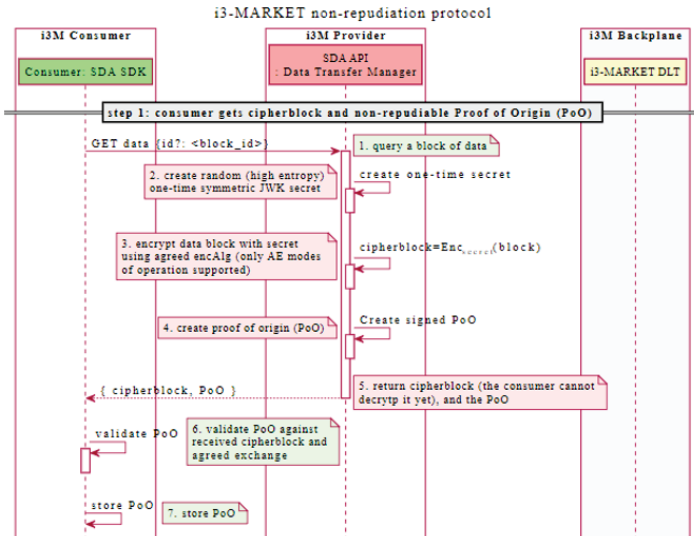 i3-MARKET non-repudiation protocol
i3M Consumer
i3M Provider
i3M Backplane
Consumer: SDA SDK
SDA API
: Data Transfer Manager
i3-MARKET DLT
step 1: consumer gets cipherblock and non-repudiable Proof of Origin (PoO)
GET data {id?: <block_id>}
1. query a block of data
2. create random (high entropy)
one-time symmetric JWK secret
create one-time secret
3. encrypt data block with secret
using agreed encAlg (only AE modes
of operation supported)
cipherblock=Enc secret(block)
4. create proof of origin (PoO)
Create signed PoO
{ cipherblock, PoO }
5. return cipherblock (the consumer cannot
decrytp it yet), and the PoO
validate PoO
6. validate PoO against
received cipherblock and
agreed exchange
store PoO
7. store PoO